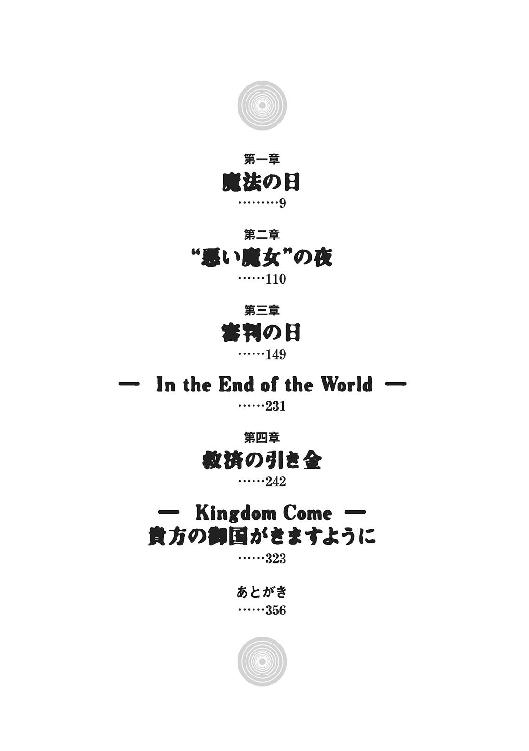 第一章
魔法の日
………9
第二章
“悪い魔女”の夜
……110
第三章
審判の日
……149
— In the End of the World —
……231
第四章
救済の引き金
……242
— Kingdom Come —
貴方の御国がきますように
……323
あとがき
……356